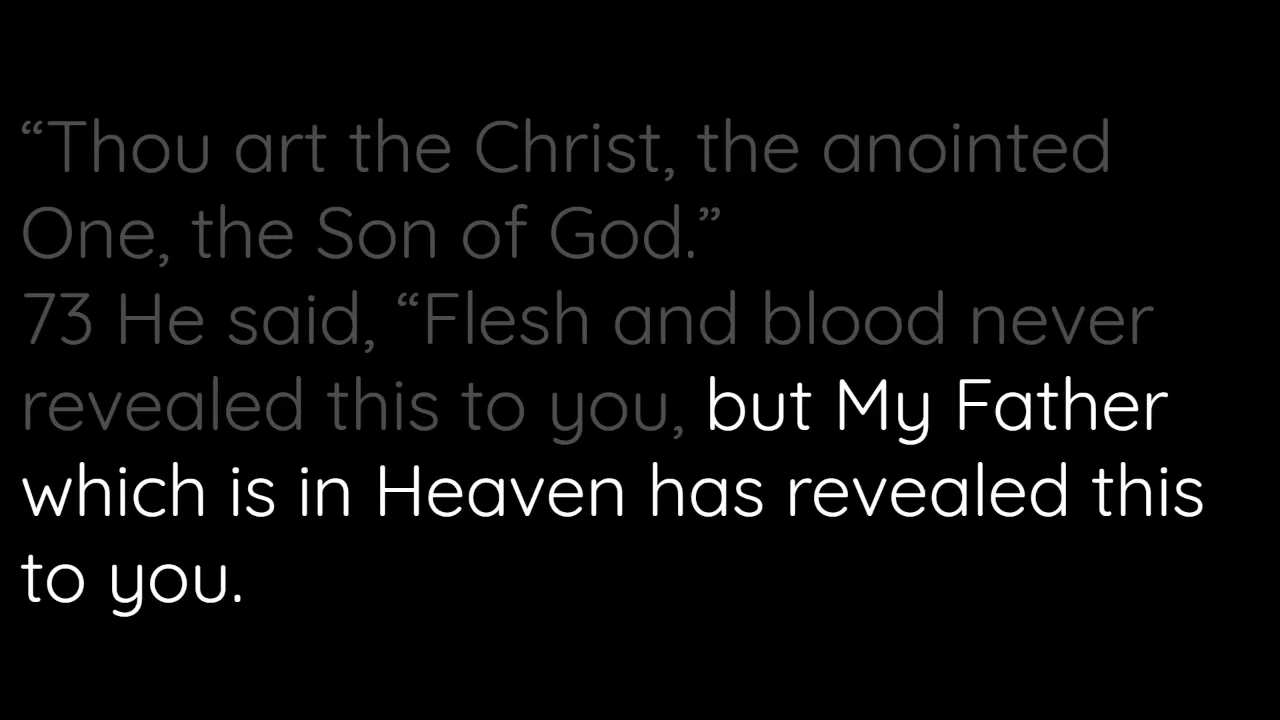 “Thou art the Christ, the anointed
One, the Son of God.”
73 He said, “Flesh and blood never
revealed this to you, but My Father
which is in Heaven has revealed this
to you.